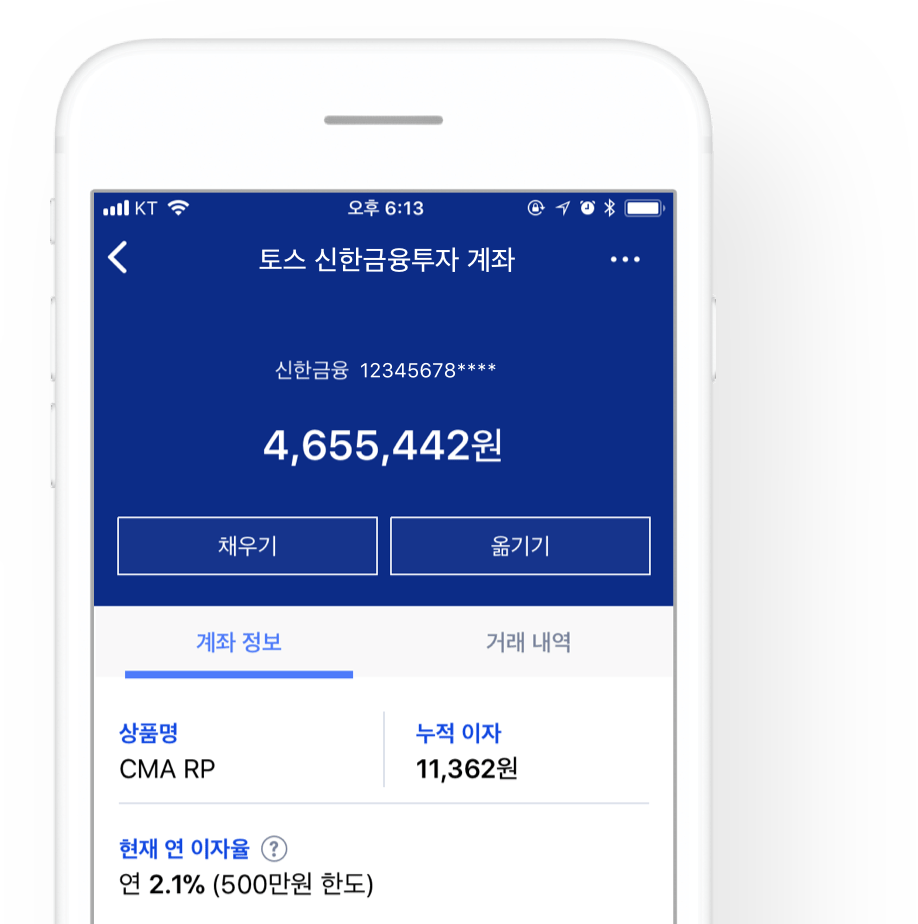 KT 오후 6:13
토스 신한금융투자 계좌
신한금융 12345678****
4,655,442원
채우기 옮기기
계좌 정보 거래 내역
상품명 누적 이자
CMA RP 11,362원
현재 연 이자율 ?
연 2.1% (500만원 한도)